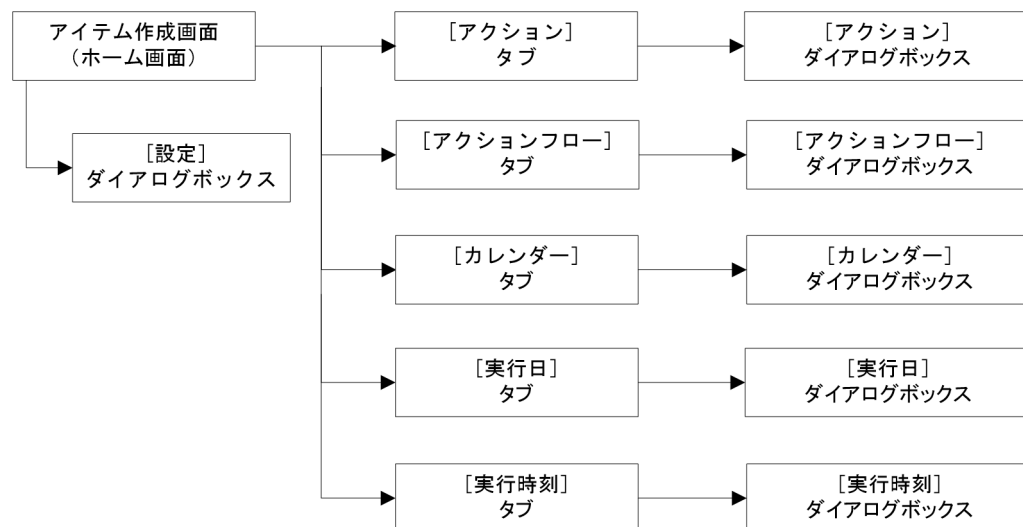 アイテム作成画面
（ホーム画面）
[アクション]
タブ
[アクション]
ダイアログボックス
[設定]
ダイアログボックス
[アクションフロー]
タブ
[アクションフロー]
ダイアログボックス
[カレンダー]
タブ
[カレンダー]
ダイアログボックス
[実行日]
タブ
[実行日]
ダイアログボックス
[実行時刻]
タブ
[実行時刻]
ダイアログボックス